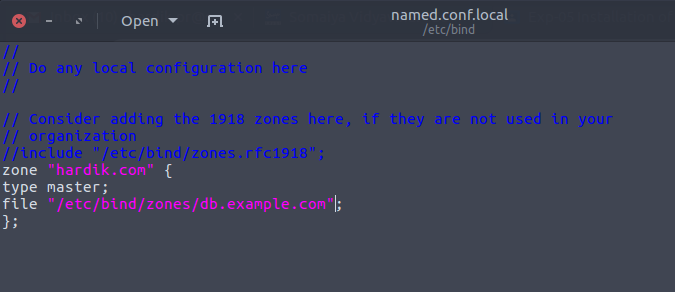 Open
named.conf.local
/etc/bind
//
// Do any local configuration here
//
// Consider adding the 1918 zones here, if they are not used in your
// organization
//include "/etc/bind/zones.rfc1918";
zone "hardik.com" {
type master;
file "/etc/bind/zones/db.example.com";
};